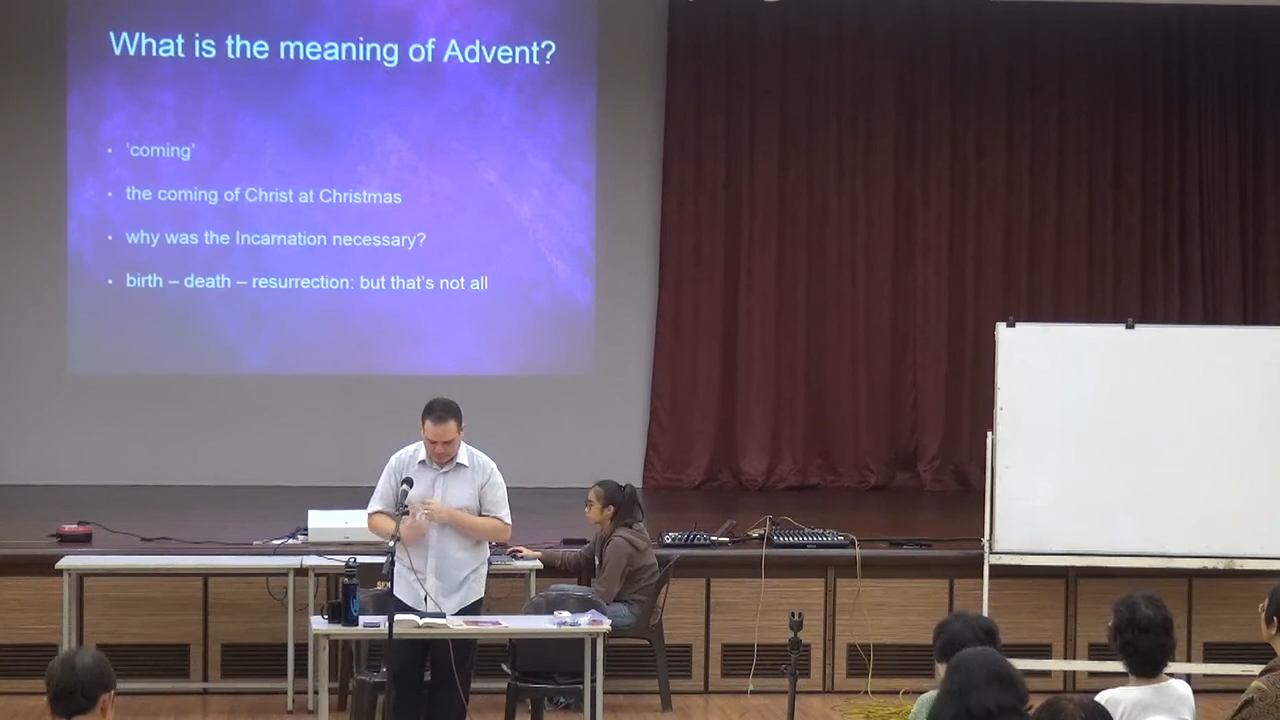 What is the meaning of Advent?
• 'coming'
• the coming of Christ at Christmas
• why was the Incarnation necessary?
• birth – death – resurrection: but that's not all